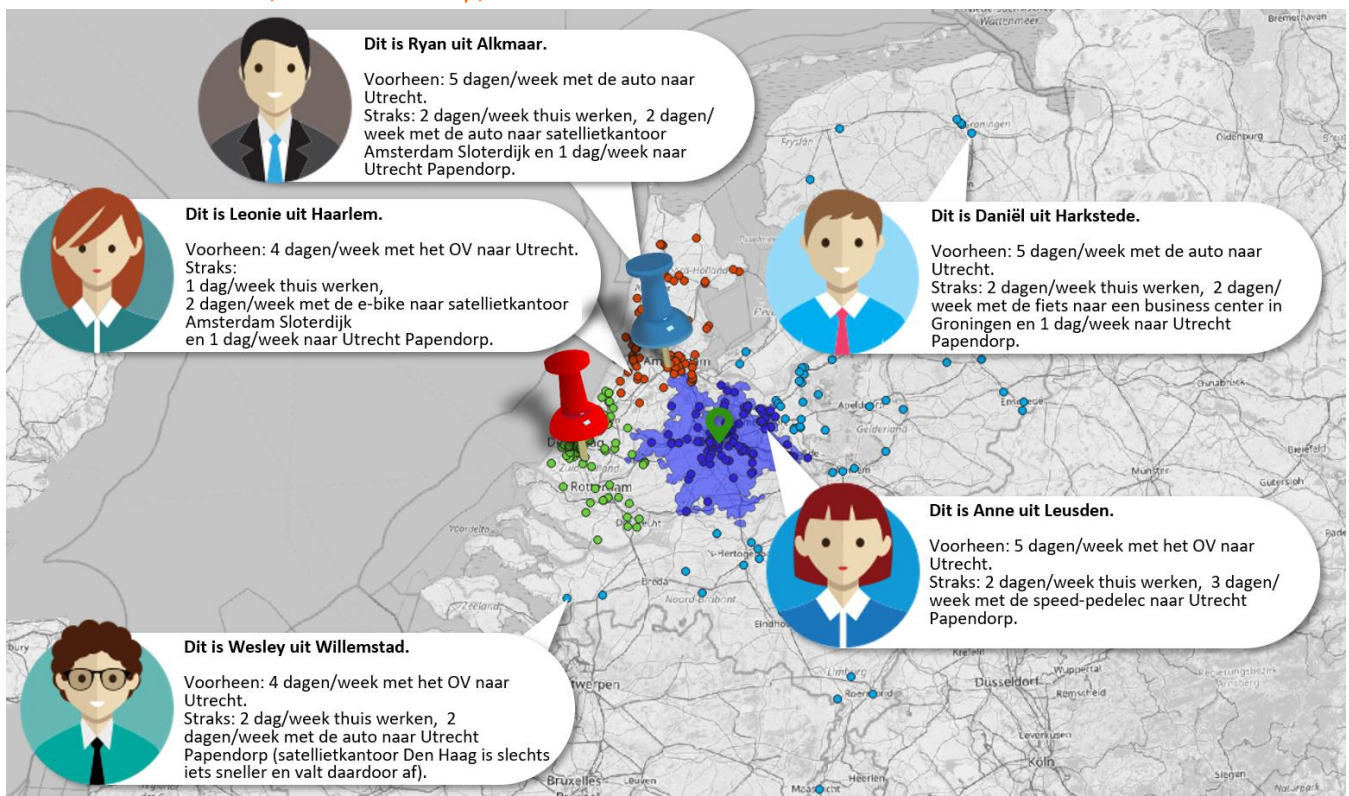 Dit is Ryan uit Alkmaar.
Voorheen: 5 dagen/week met de auto naar
Utrecht.
Straks: 2 dagen/week thuis werken, 2 dagen/
week met de auto naar satellietkantoor
Amsterdam Sloterdijk en 1 dag/week naar
Utrecht Papendorp.
Dit is Leonie uit Haarlem.
Voorheen: 4 dagen/week met het OV naar Utrecht.
Straks:
1 dag/week thuis werken,
2 dagen/week met de e-bike naar satellietkantoor
Amsterdam Sloterdijk
en 1 dag/week naar Utrecht Papendorp.
Dit is Daniël uit Harkstede.
Voorheen: 5 dagen/week met de auto naar
Utrecht.
Straks: 2 dagen/week thuis werken, 2 dagen/
week met de fiets naar een business center in
Groningen en 1 dag/week naar Utrecht
Papendorp.
Dit is Anne uit Leusden.
Voorheen: 5 dagen/week met het OV naar
Utrecht.
Straks: 2 dagen/week thuis werken, 3 dagen/
week met de speed-pedelec naar Utrecht
Papendorp.
Dit is Wesley uit Willemstad.
Voorheen: 4 dagen/week met het OV naar
Utrecht.
Straks: 2 dag/week thuis werken, 2
dagen/week met de auto naar Utrecht
Papendorp (satellietkantoor Den Haag is slechts
iets sneller en valt daardoor af).
Wattenmeer
Bremerhaven
Groningen
Fryslân
Oldenburg
Osnabrück
Apeldoorn
Gelderland
Bielefeld
Münster
Gütersloh
Zuid-Holland
Rotterdam
Voordelta
Breda
Noord-Brabant
Zeeland
Limburg
Roermond
Krefeld
Düsseldorf
Wuppertal
Remscheid
Regierungsbezirk
Arnsberg
Leverkusen
Köln
Siegen
Naturpark
Heerlen
Leuven